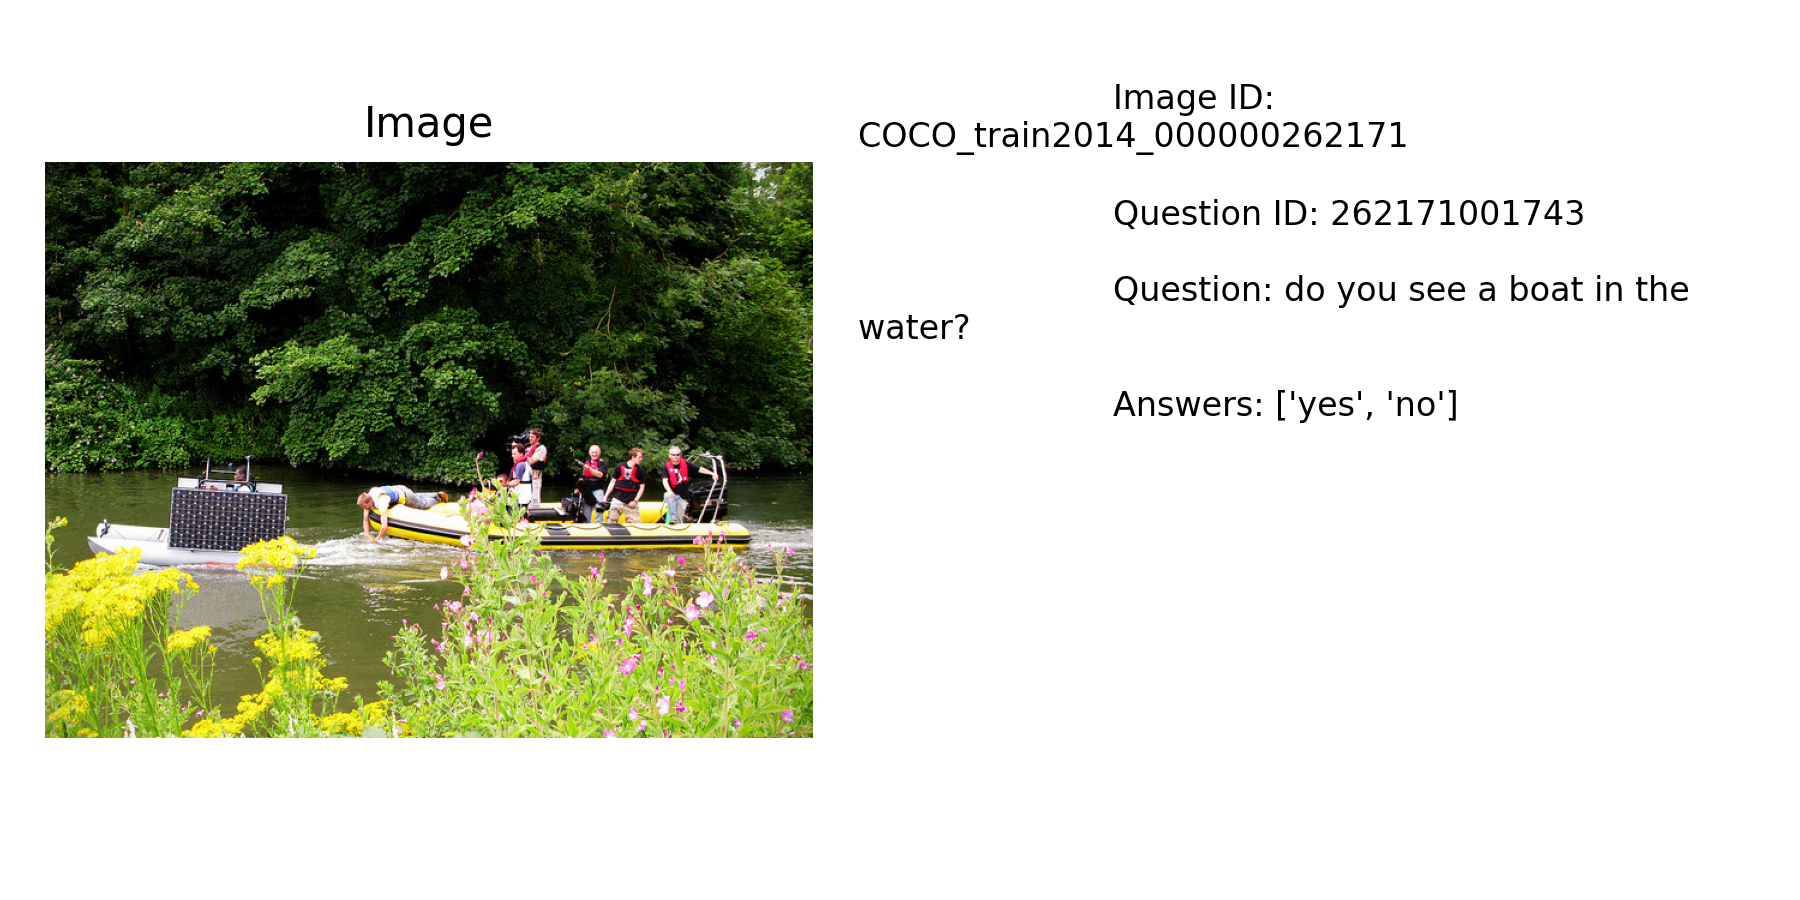 Image
Image ID:
COCO_train2014_000000262171
Question ID: 262171001743
Question: do you see a boat in the
water?
Answers: ['yes', 'no']